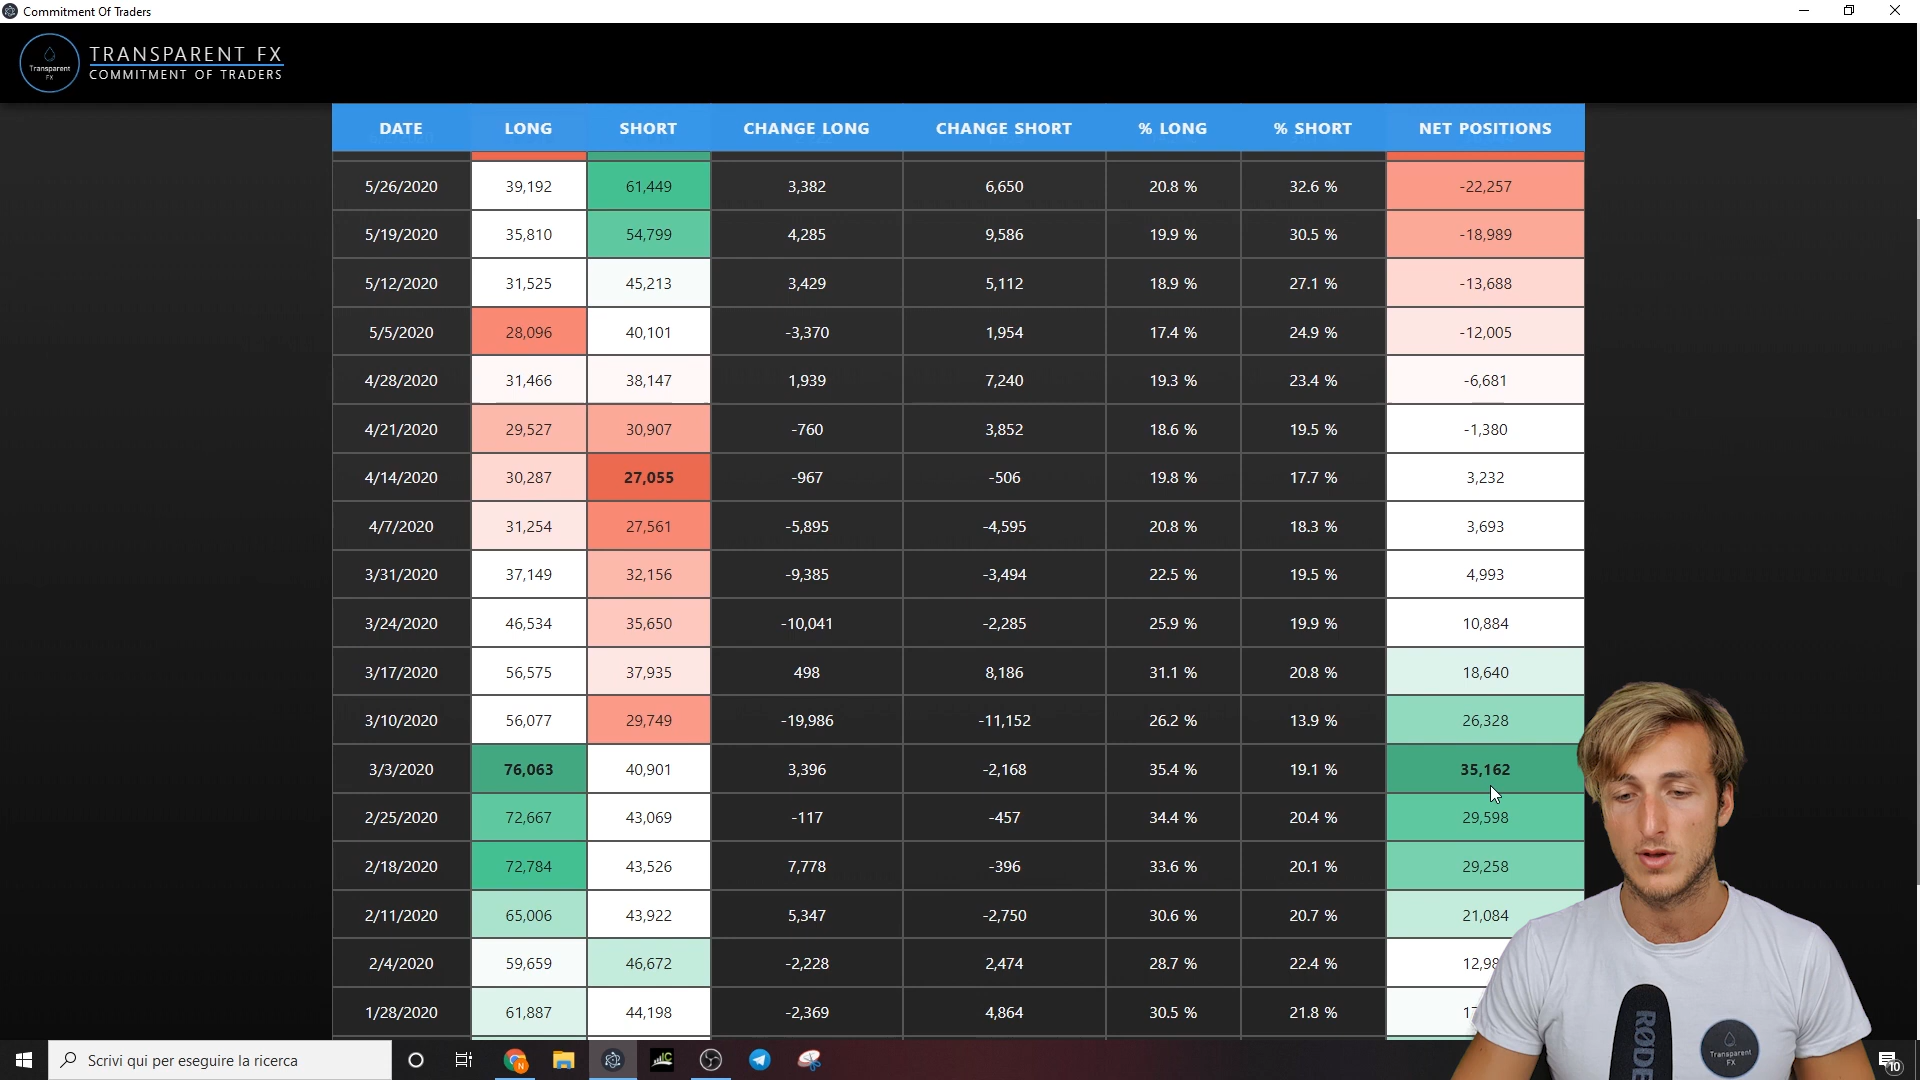 Commitment Of Traders
TRANSPARENT FX
COMMITMENT OF TRADERS
Transparent
FX
DATE LONG SHORT CHANGE LONG CHANGE SHORT % LONG % SHORT NET POSITIONS
5/26/2020 39,192 61,449 3,382 6,650 20.8 % 32.6 % -22,257
5/19/2020 35,810 54,799 4,285 9,586 19.9 % 30.5 % -18,989
5/12/2020 31,525 45,213 3,429 5,112 18.9 % 27.1 % -13,688
5/5/2020 28,096 40,101 -3,370 1,954 17.4 % 24.9 % -12,005
4/28/2020 31,466 38,147 1,939 7,240 19.3 % 23.4 % -6,681
4/21/2020 29,527 30,907 -760 3,852 18.6 % 19.5 % -1,380
4/14/2020 30,287 27,055 -967 -506 19.8 % 17.7 % 3,232
4/7/2020 31,254 27,561 -5,895 -4,595 20.8 % 18.3 % 3,693
3/31/2020 37,149 32,156 -9,385 -3,494 22.5 % 19.5 % 4,993
3/24/2020 46,534 35,650 -10,041 -2,285 25.9 % 19.9 % 10,884
3/17/2020 56,575 37,935 498 8,186 31.1 % 20.8 % 18,640
3/10/2020 56,077 29,749 -19,986 -11,152 26.2 % 13.9 % 26,328
3/3/2020 76,063 40,901 3,396 -2,168 35.4 % 19.1 % 35,162
2/25/2020 72,667 43,069 -117 -457 34.4 % 20.4 % 29,598
2/18/2020 72,784 43,526 7,778 -396 33.6 % 20.1 % 29,258
2/11/2020 65,006 43,922 5,347 -2,750 30.6 % 20.7 % 21,084
2/4/2020 59,659 46,672 -2,228 2,474 28.7 % 22.4 %
1/28/2020 61,887 44,198 -2,369 4,864 30.5 % 21.8 %
RØDE
Transparent
FX
Scrivi qui per eseguire la ricerca
N
10